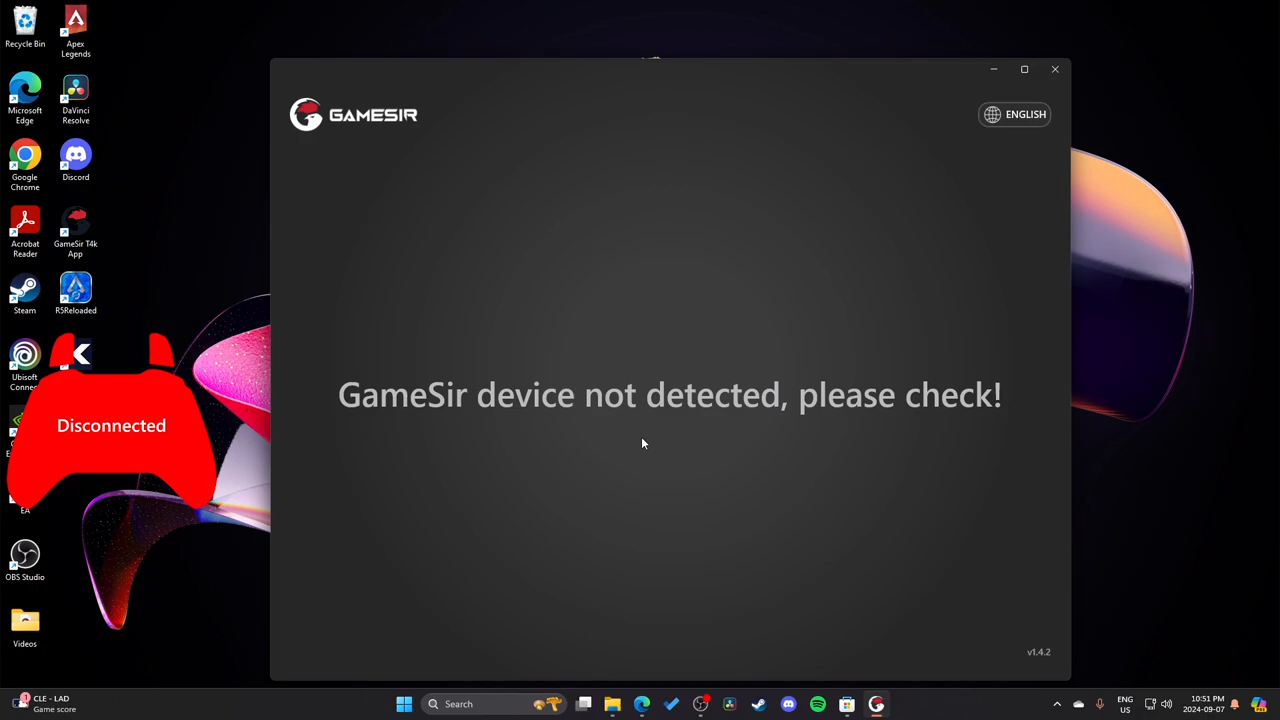 Recycle Bin
Apex
Legends
Microsoft
Edge
DaVinci
Resolve
Google
Chrome
Discord
Acrobat
Reader
GameSir T4k
App
Steam
R5Reloaded
Ubisoft
Connec
Disconnected
EA
OBS Studio
Videos
GAMESIR
ENGLISH
GameSir device not detected, please check!
v1.4.2
1
CLE - LAD
Game score
Search
ENG
US
10:51 PM
2024-09-07